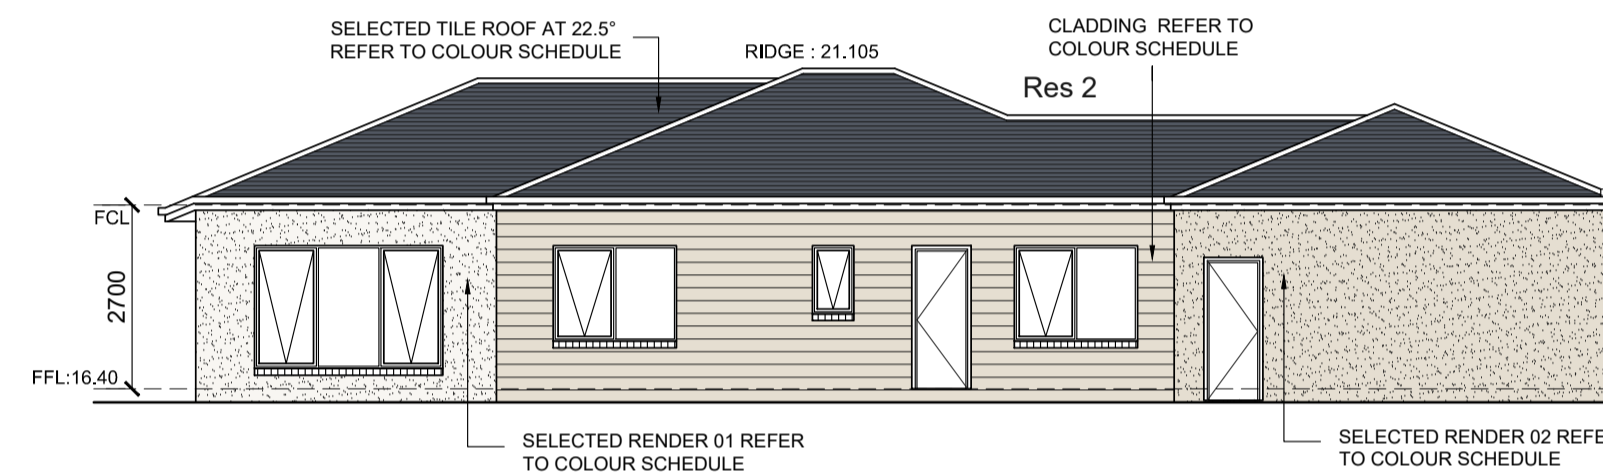 SELECTED TILE ROOF AT 22.5°
REFER TO COLOUR SCHEDULE
RIDGE : 21.105
CLADDING REFER TO
COLOUR SCHEDULE
Res 2
FCL
2700
FFL:16.40
SELECTED RENDER 01 REFER
TO COLOUR SCHEDULE
SELECTED RENDER 02 REFE
TO COLOUR SCHEDULE